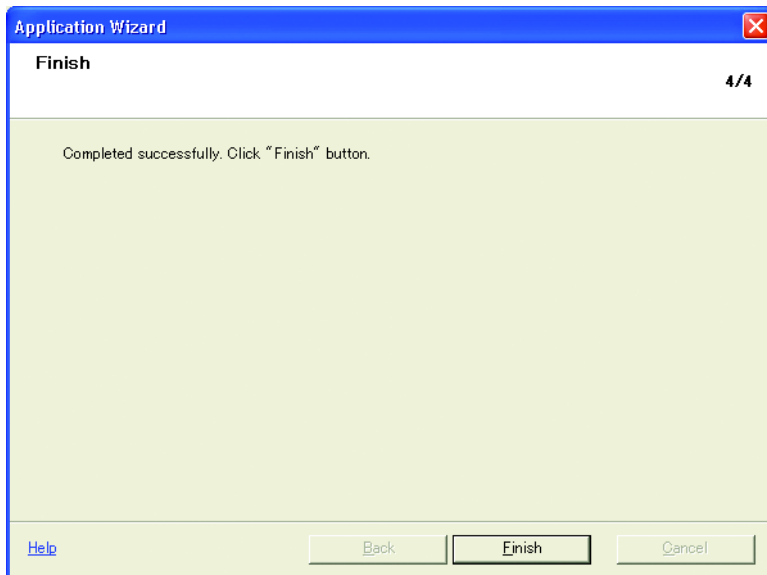 Application Wizard
Finish
4/4
Completed successfully. Click "Finish" button.
Help
Back
Finish
Cancel